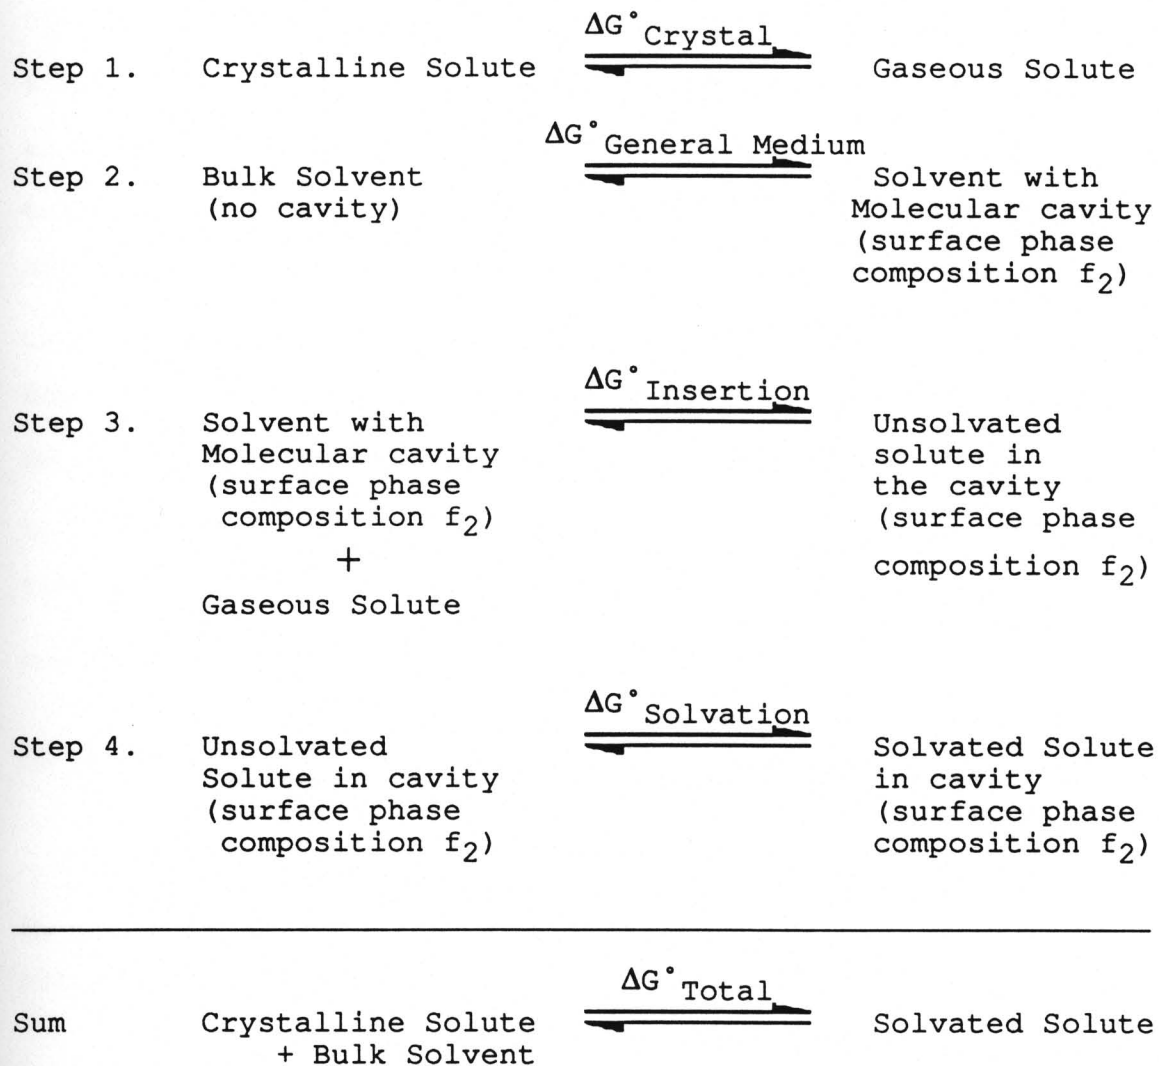 ΔG°Crystal
Step 1. Crystalline Solute Gaseous Solute
ΔG°General Medium
Step 2. Bulk Solvent Solvent with
(no cavity) Molecular cavity
(surface phase
composition f2)
ΔG°Insertion
Step 3. Solvent with Unsolvated
Molecular cavity solute in
(surface phase the cavity
composition f2) (surface phase
+ composition f2)
Gaseous Solute
ΔG°Solvation
Step 4. Unsolvated Solvated Solute
Solute in cavity in cavity
(surface phase (surface phase
composition f2) composition f2)
ΔG°Total
Sum Crystalline Solute Solvated Solute
+ Bulk Solvent